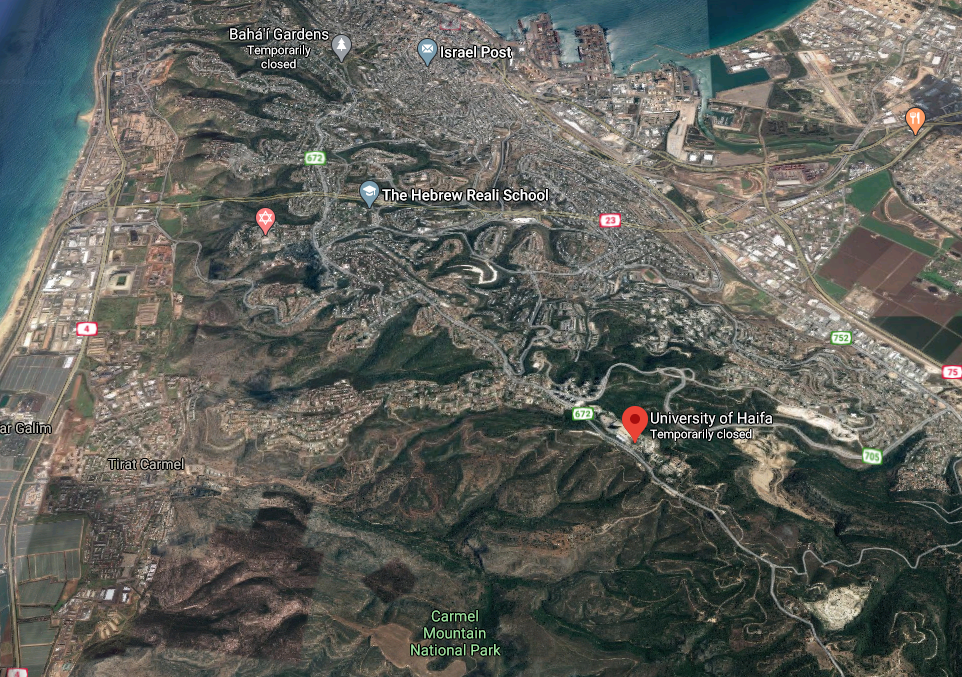 Bahá'í Gardens
Temporarily
closed
Israel Post
672
The Hebrew Reali School
23
4
752
75
ar Galim
672
University of Haifa
Temporarily closed
705
Tirat Carmel
Carmel
Mountain
National Park